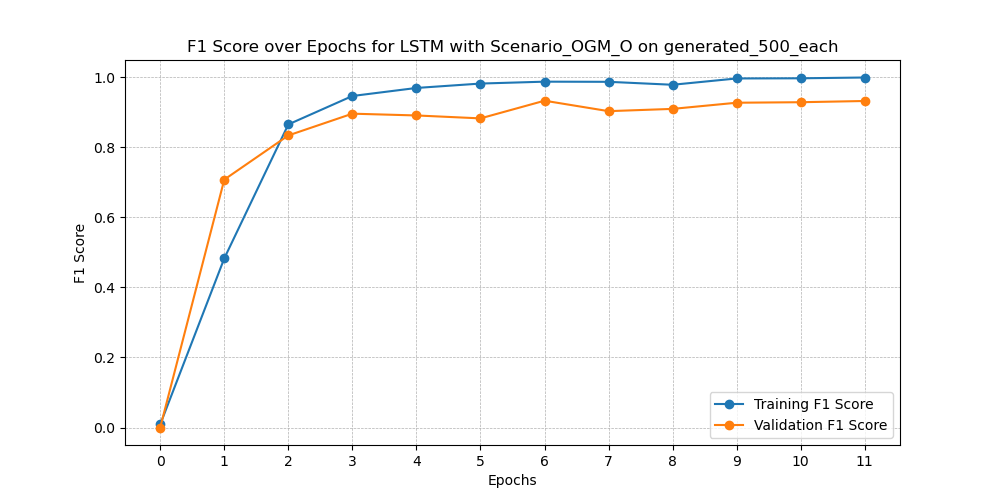 F1 Score over Epochs for LSTM with Scenario_OGM_O on generated_500_each
1.0
0.8
0.6
0.4
0.2
0.0
F1 Score
Training F1 Score
Validation F1 Score
0 1 2 3 4 5 6 7 8 9 10 11
Epochs